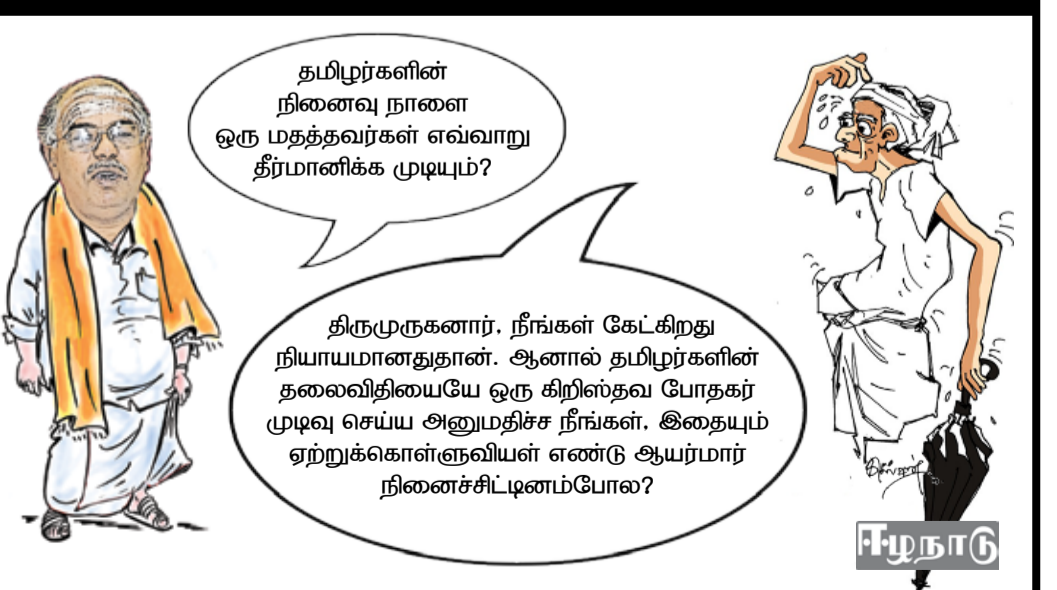 தமிழர்களின்
நினைவு நாளை
ஒரு மதத்தவர்கள் எவ்வாறு
தீர்மானிக்க முடியும்?
திருமுருகனார், நீங்கள் கேட்கிறது
நியாயமானதுதான். ஆனால் தமிழர்களின்
தலைவிதியையே ஒரு கிறிஸ்தவ போதகர்
முடிவு செய்ய அனுமதிச்ச நீங்கள், இதையும்
ஏற்றுக்கொள்ளுவியள் எண்டு ஆயர்மார்
நினைச்சிட்டினம்போல?
ஈழநாடு